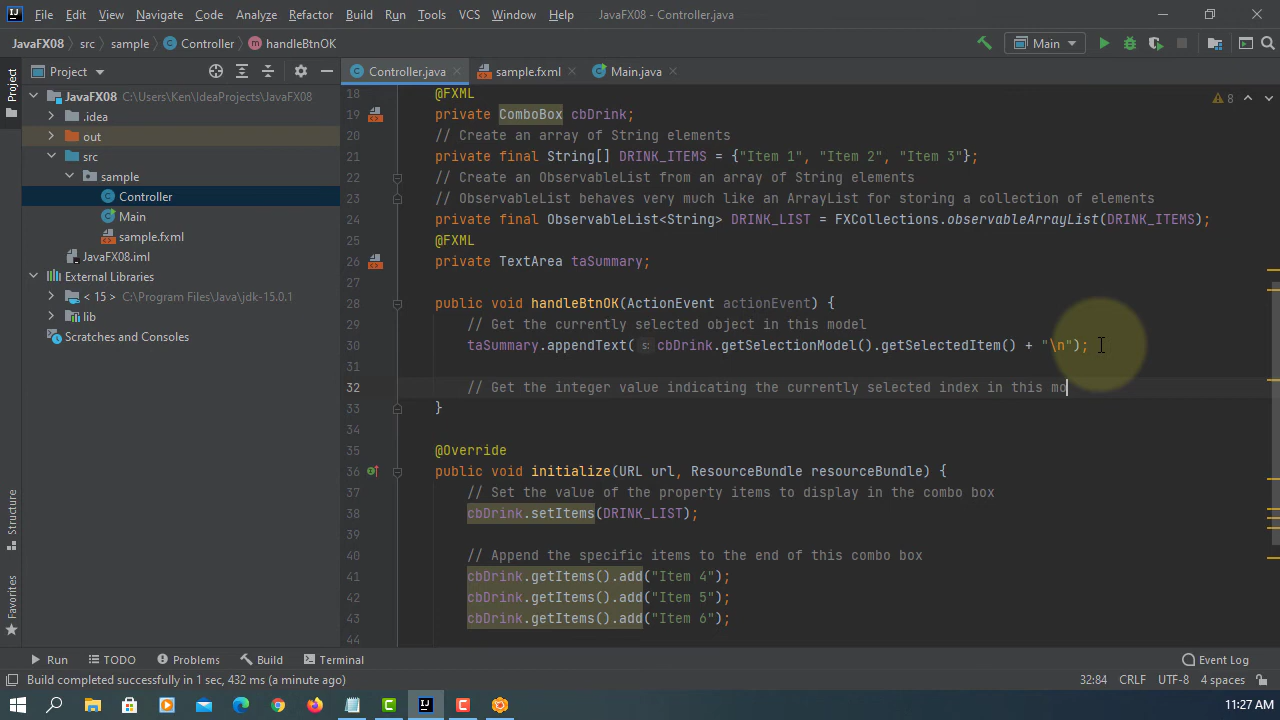 File Edit View Navigate Code Analyze Refactor Build Run Tools VCS Window Help JavaFX08 - Controller.java
JavaFX08 src sample Controller handleBtnOK Main
Project Controller.java sample.fxml Main.java
Project
Structure
Favorites
JavaFX08 C:\Users\Ken\IdeaProjects\JavaFX08
.idea
out
src
sample
Controller
Main
sample.fxml
JavaFX08.iml
External Libraries
< 15 > C:\Program Files\Java\jdk-15.0.1
lib
Scratches and Consoles
8
18 @FXML
19 private ComboBox cbDrink;
20 // Create an array of String elements
21 private final String[] DRINK_ITEMS = {"Item 1", "Item 2", "Item 3"};
22 // Create an ObservableList from an array of String elements
23 // ObservableList behaves very much like an ArrayList for storing a collection of elements
24 private final ObservableList<String> DRINK_LIST = FXCollections.observableArrayList(DRINK_ITEMS);
25 @FXML
26 private TextArea taSummary;
27
28 public void handleBtnOK(ActionEvent actionEvent) {
29 // Get the currently selected object in this model
30 taSummary.appendText( s: cbDrink.getSelectionModel().getSelectedItem() + "\n");
31
32 // Get the integer value indicating the currently selected index in this mo
33 }
34
35 @Override
36 public void initialize(URL url, ResourceBundle resourceBundle) {
37 // Set the value of the property items to display in the combo box
38 cbDrink.setItems(DRINK_LIST);
39
40 // Append the specific items to the end of this combo box
41 cbDrink.getItems().add("Item 4");
42 cbDrink.getItems().add("Item 5");
43 cbDrink.getItems().add("Item 6");
44
Run TODO Problems Build Terminal Event Log
Build completed successfully in 1 sec, 432 ms (a minute ago) 32:84 CRLF UTF-8 4 spaces
11:27 AM